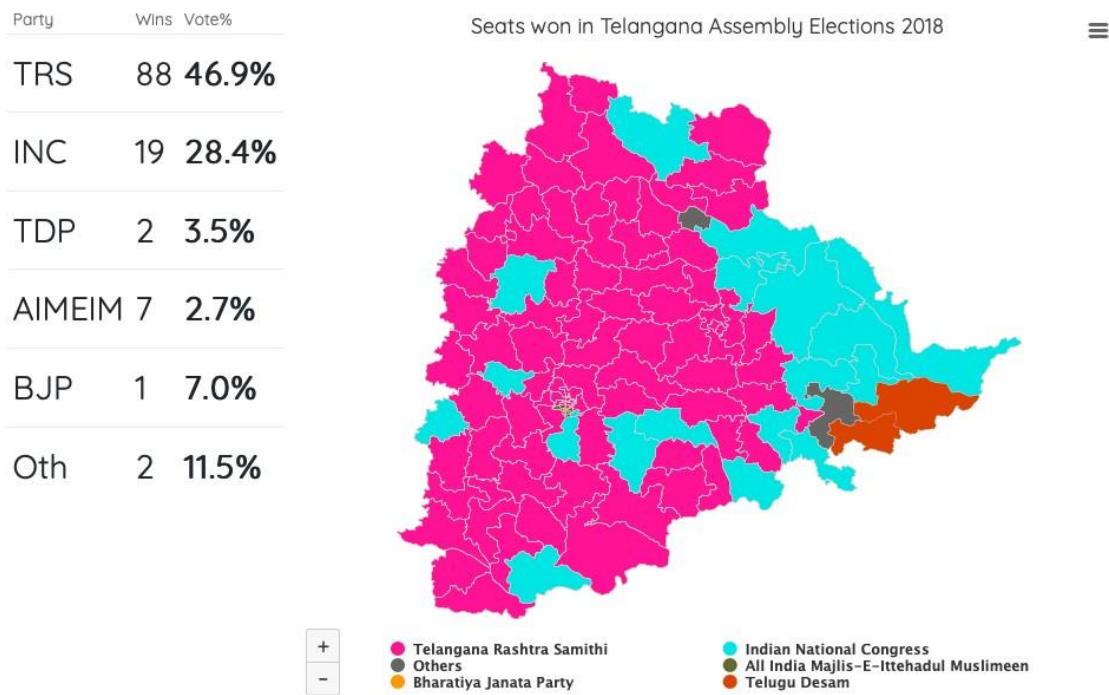 Party Wins Vote%
TRS 88 46.9%
INC 19 28.4%
TDP 2 3.5%
AIMEIM 7 2.7%
BJP 1 7.0%
Oth 2 11.5%
Seats won in Telangana Assembly Elections 2018
+
−
Telangana Rashtra Samithi
Others
Bharatiya Janata Party
Indian National Congress
All India Majlis-E-Ittehadul Muslimeen
Telugu Desam